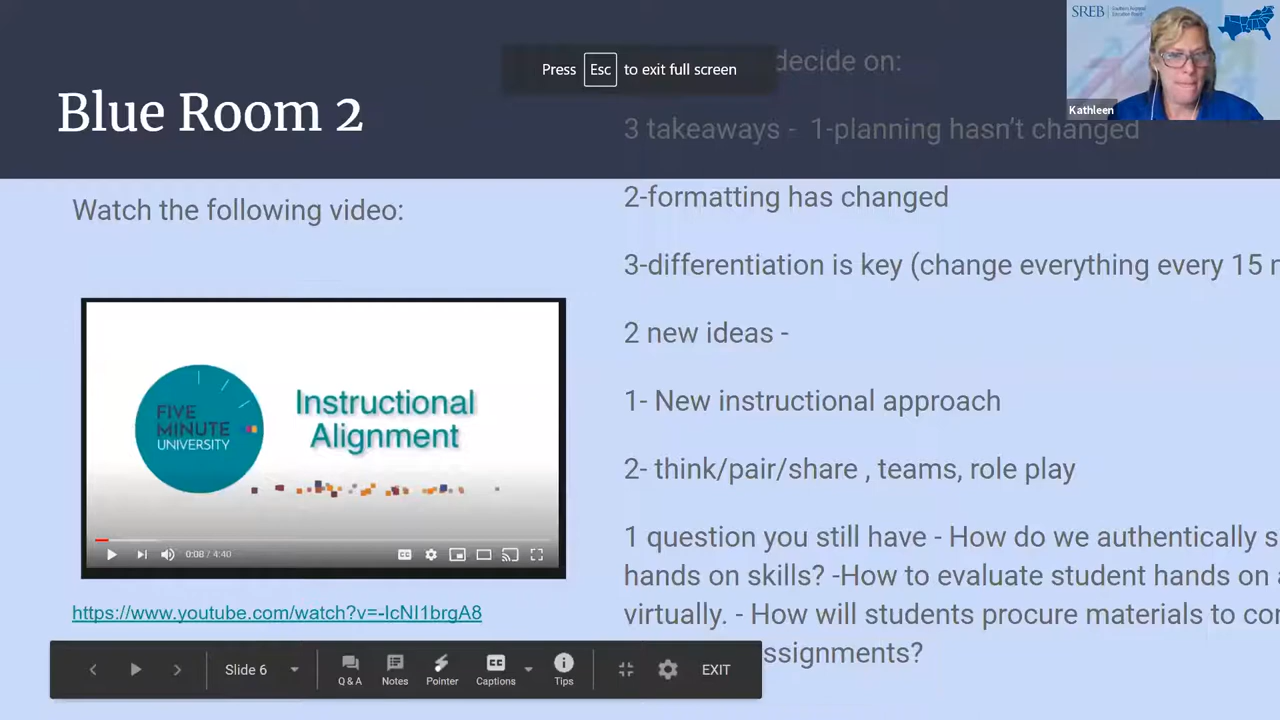 SREB
Press Esc to exit full screen
decide on:
Kathleen
Blue Room 2
3 takeaways - 1-planning hasn't changed
Watch the following video:
2-formatting has changed
3-differentiation is key (change everything every 15
2 new ideas -
FIVE
MINUTE
UNIVERSITY
Instructional
Alignment
1- New instructional approach
2- think/pair/share , teams, role play
0:08 / 4:40
1 question you still have - How do we authentically
hands on skills? -How to evaluate student hands on
virtually. - How will students procure materials to
ssignments?
https://www.youtube.com/watch?v=-IcNI1brgA8
Slide 6
Q & A
Notes
Pointer
Captions
Tips
EXIT